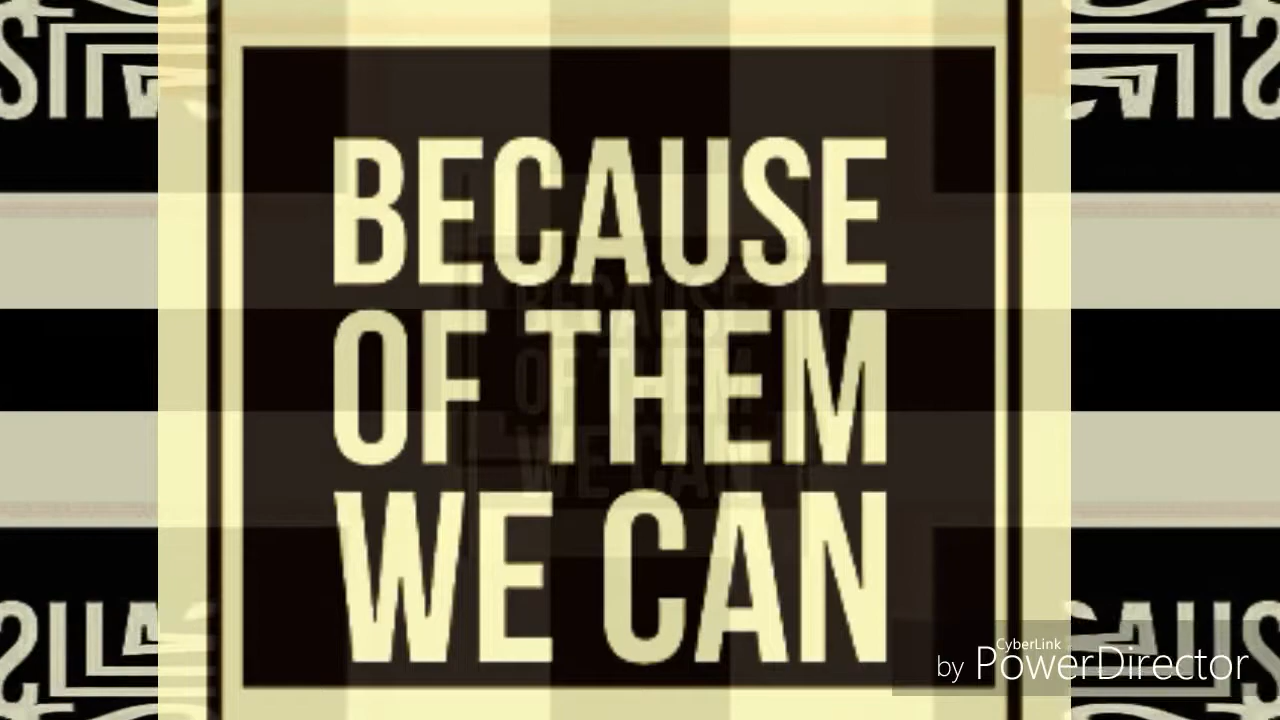 BECAUSE
OF THEM
WE CAN
CyberLink
by PowerDirector